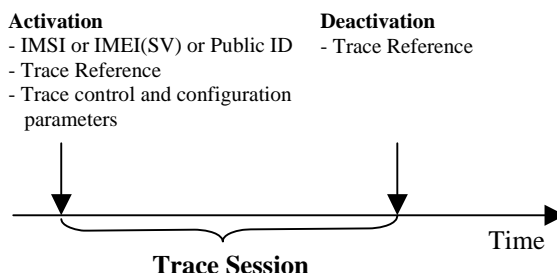 Activation
- IMSI or IMEI(SV) or Public ID
- Trace Reference
- Trace control and configuration
parameters
Deactivation
- Trace Reference
Time
Trace Session